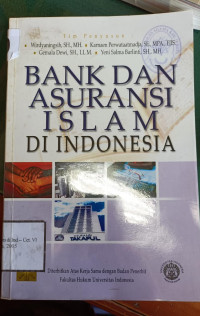 Tim Penyusun
• Wirdyaningsih, SH., MH. • Karnaen Perwataatmadja, SE, MPA, FIIS.
• Gemala Dewi, SH., LL.M. • Yeni Salma Barlinti, SH., MH.
BANK DAN
ASURANSI
ISLAM
DI INDONESIA
TAKAFUL
Diterbitkan Atas Kerja Sama dengan Badan Penerbit
Fakultas Hukum Universitas Indonesia